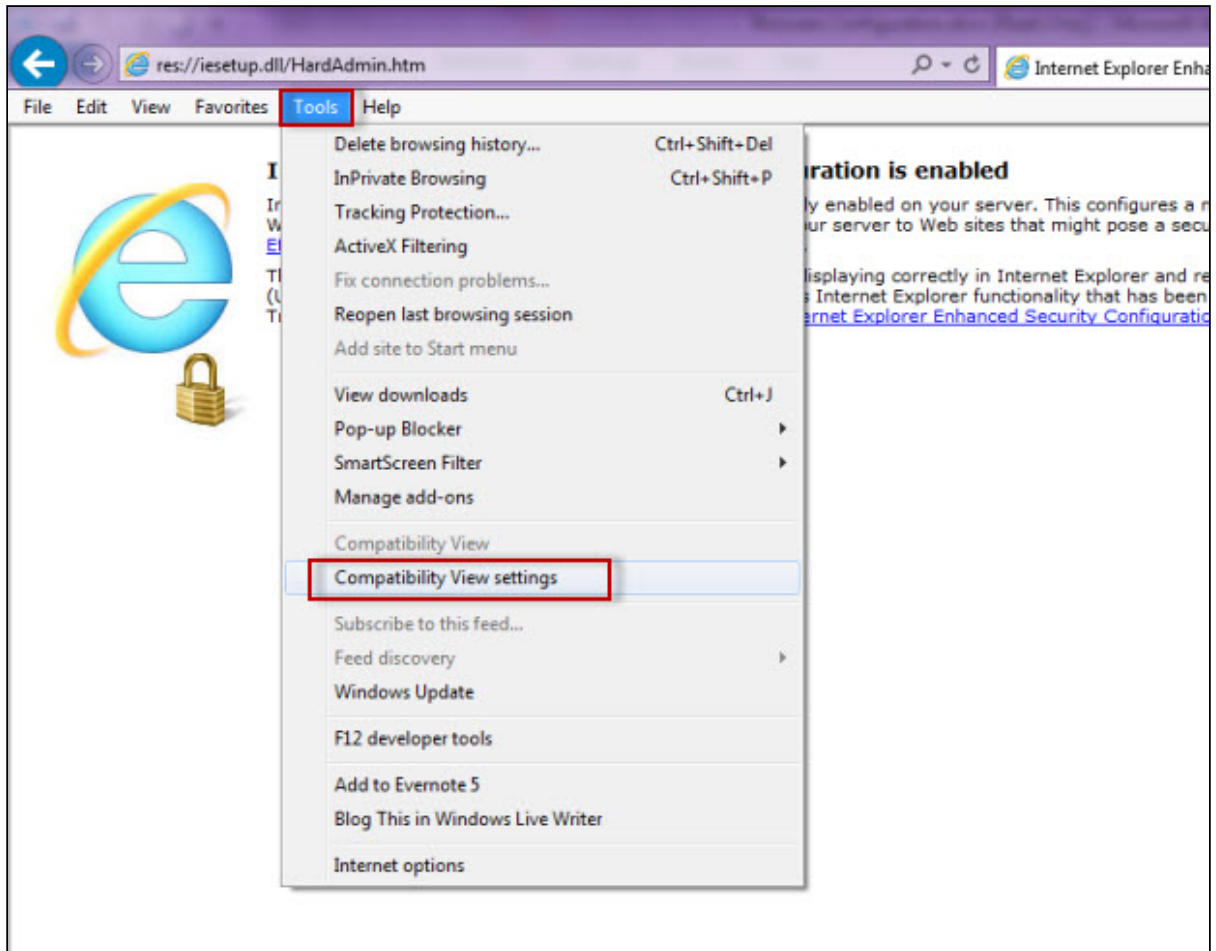 res://iesetup.dll/HardAdmin.htm
Internet Explorer Enha
File Edit View Favorites Tools Help
Delete browsing history... Ctrl+Shift+Del
InPrivate Browsing Ctrl+Shift+P
Tracking Protection...
ActiveX Filtering
Fix connection problems...
Reopen last browsing session
Add site to Start menu
View downloads Ctrl+J
Pop-up Blocker
SmartScreen Filter
Manage add-ons
Compatibility View
Compatibility View settings
Subscribe to this feed...
Feed discovery
Windows Update
F12 developer tools
Add to Evernote 5
Blog This in Windows Live Writer
Internet options
I
uration is enabled
ly enabled on your server. This configures a n
ur server to Web sites that might pose a secu
isplaying correctly in Internet Explorer and re
s Internet Explorer functionality that has been
ernet Explorer Enhanced Security Configuratio